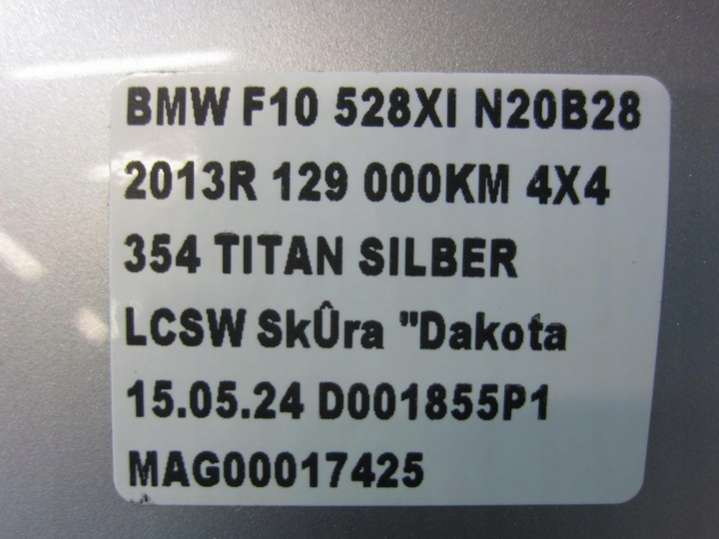 BMW F10 528XI N20B28
2013R 129 000KM 4X4
354 TITAN SILBER
LCSW SkÛra "Dakota
15.05.24 D001855P1
MAG00017425